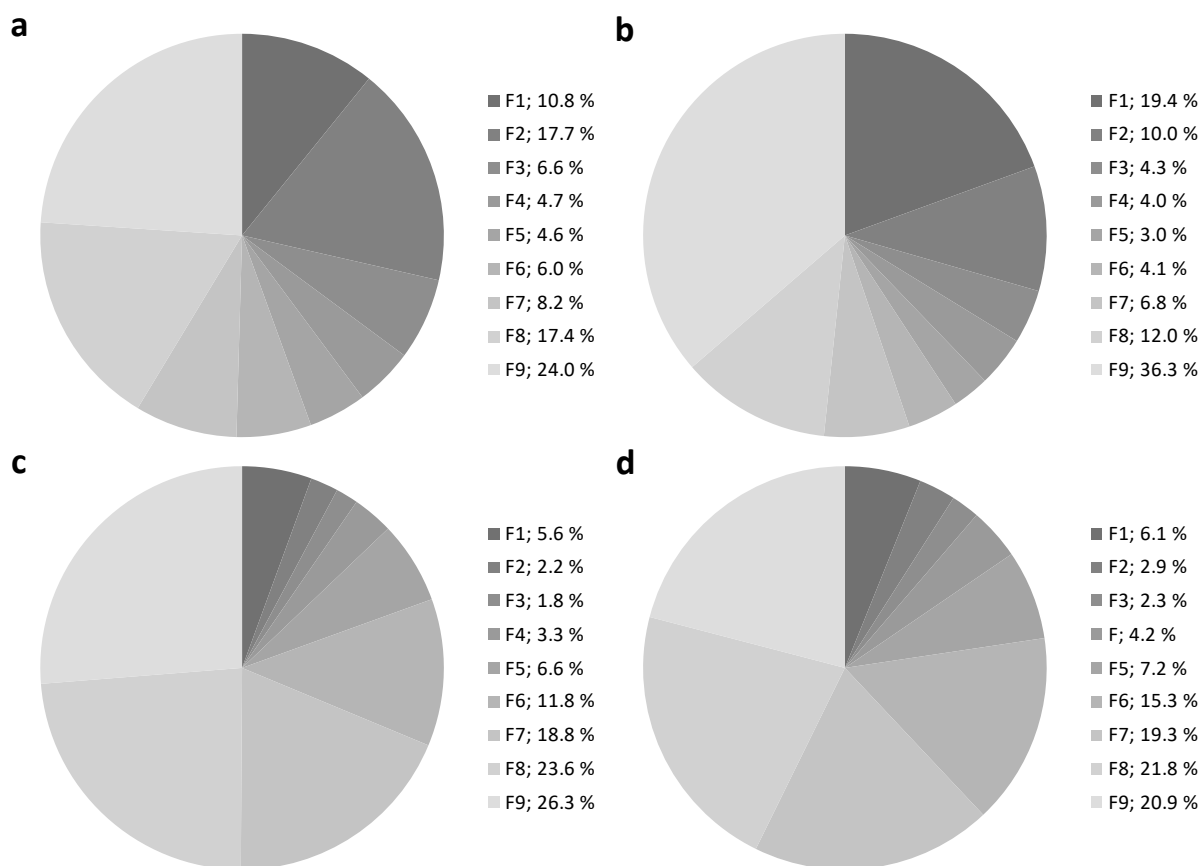 a
F1; 10.8 %
F2; 17.7 %
F3; 6.6 %
F4; 4.7 %
F5; 4.6 %
F6; 6.0 %
F7; 8.2 %
F8; 17.4 %
F9; 24.0 %
b
F1; 19.4 %
F2; 10.0 %
F3; 4.3 %
F4; 4.0 %
F5; 3.0 %
F6; 4.1 %
F7; 6.8 %
F8; 12.0 %
F9; 36.3 %
c
F1; 5.6 %
F2; 2.2 %
F3; 1.8 %
F4; 3.3 %
F5; 6.6 %
F6; 11.8 %
F7; 18.8 %
F8; 23.6 %
F9; 26.3 %
d
F1; 6.1 %
F2; 2.9 %
F3; 2.3 %
F; 4.2 %
F5; 7.2 %
F6; 15.3 %
F7; 19.3 %
F8; 21.8 %
F9; 20.9 %